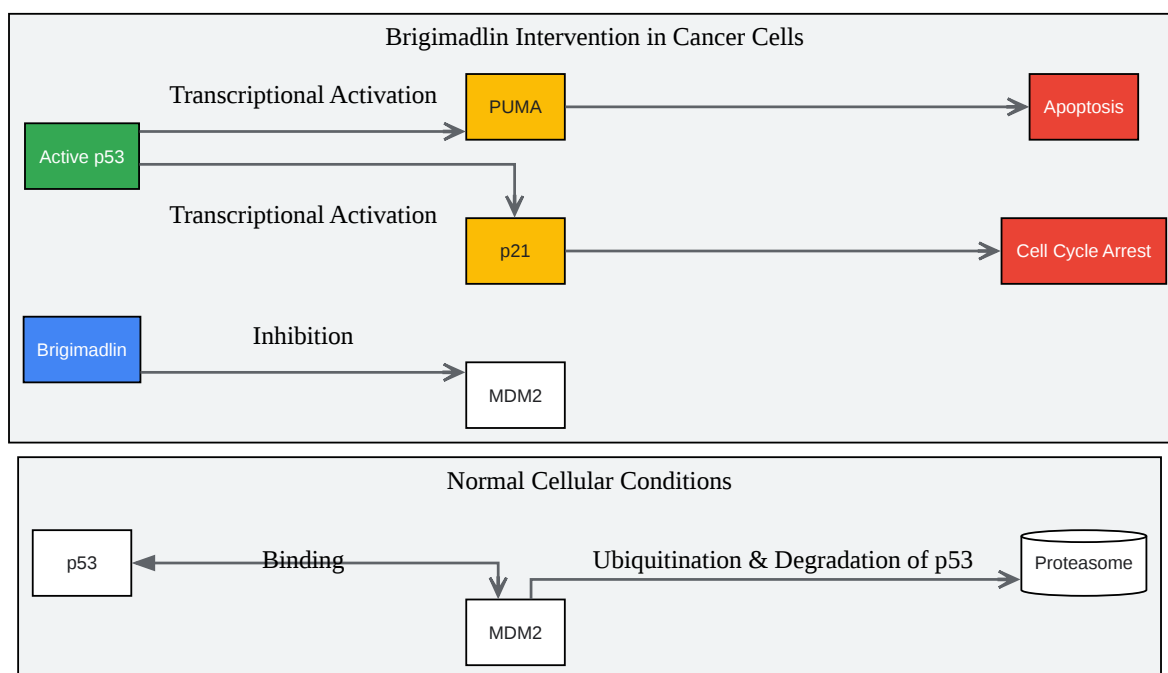 Brigimadlin Intervention in Cancer Cells
Transcriptional Activation
PUMA
Apoptosis
Active p53
Transcriptional Activation
p21
Cell Cycle Arrest
Brigimadlin
Inhibition
MDM2
Normal Cellular Conditions
p53
Binding
Ubiquitination & Degradation of p53
Proteasome
MDM2